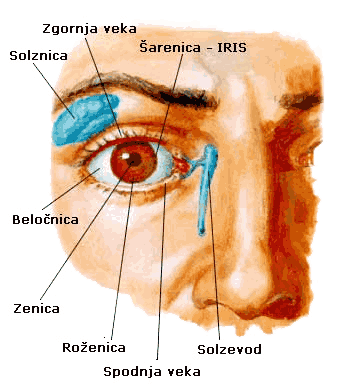 Zgornja veka
Šarenica - IRIS
Solznica
Beločnica
Zenica
Roženica
Solzevod
Spodnja veka